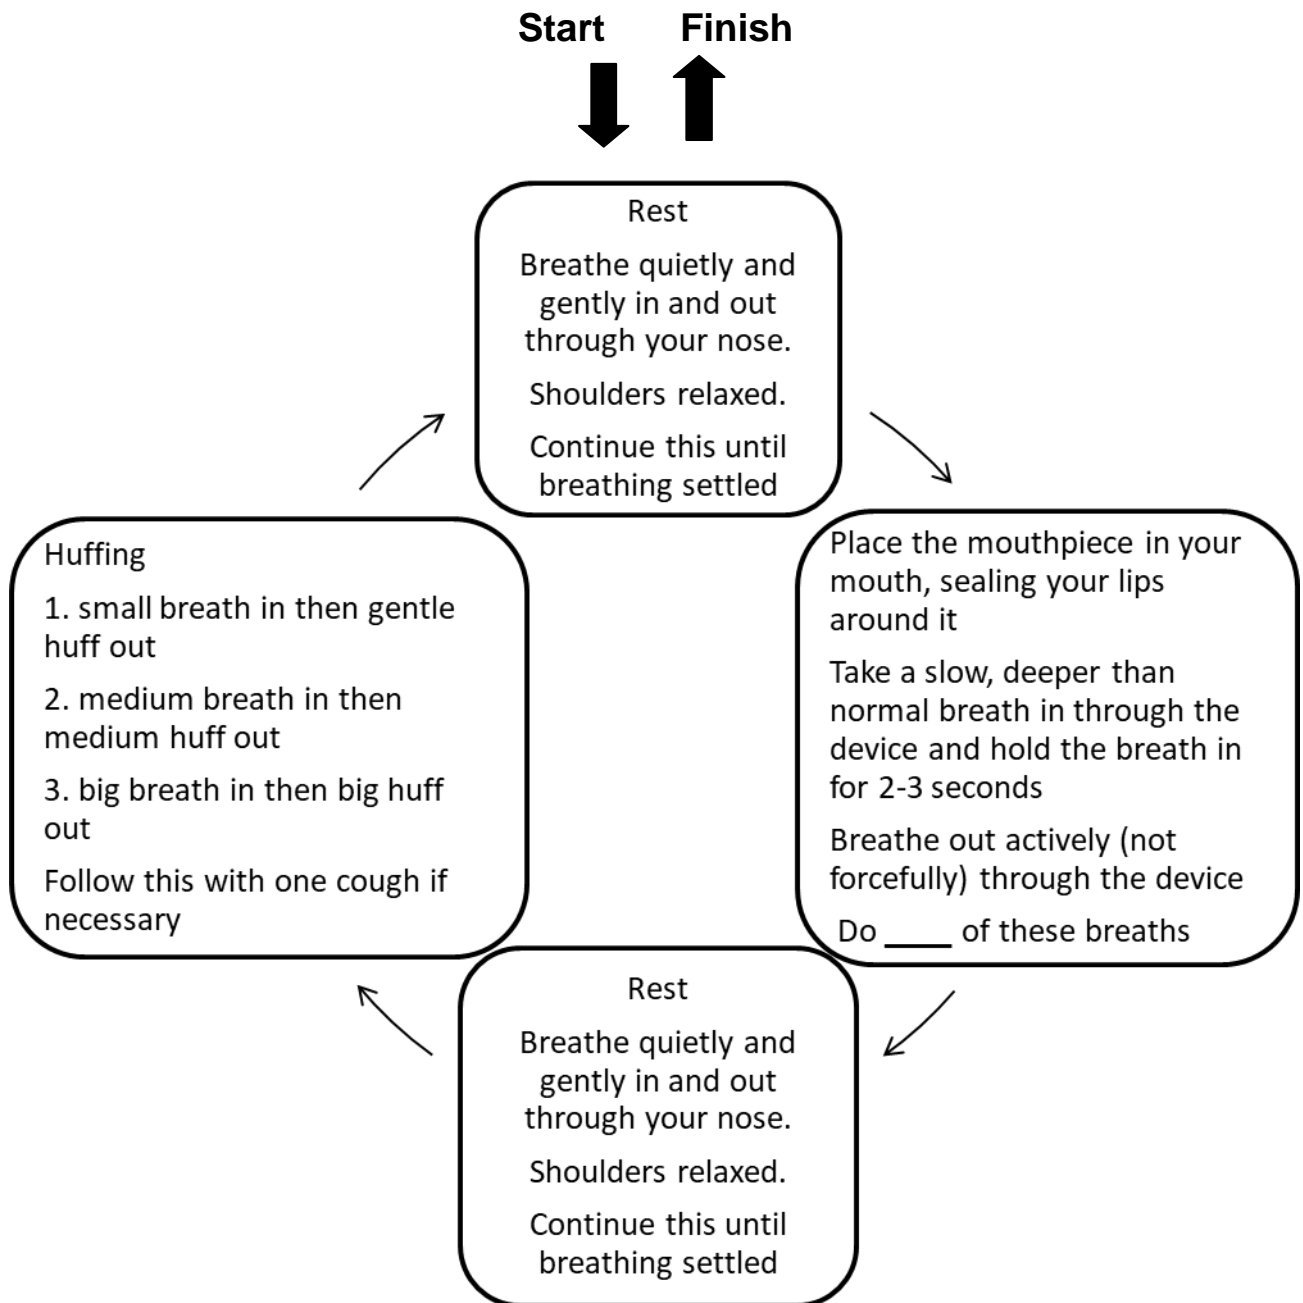 Start Finish
Rest
Breathe quietly and
gently in and out
through your nose.
Shoulders relaxed.
Continue this until
breathing settled
Place the mouthpiece in your
mouth, sealing your lips
around it
Take a slow, deeper than
normal breath in through the
device and hold the breath in
for 2-3 seconds
Breathe out actively (not
forcefully) through the device
Do ____ of these breaths
Rest
Breathe quietly and
gently in and out
through your nose.
Shoulders relaxed.
Continue this until
breathing settled
Huffing
1. small breath in then gentle
huff out
2. medium breath in then
medium huff out
3. big breath in then big huff
out
Follow this with one cough if
necessary